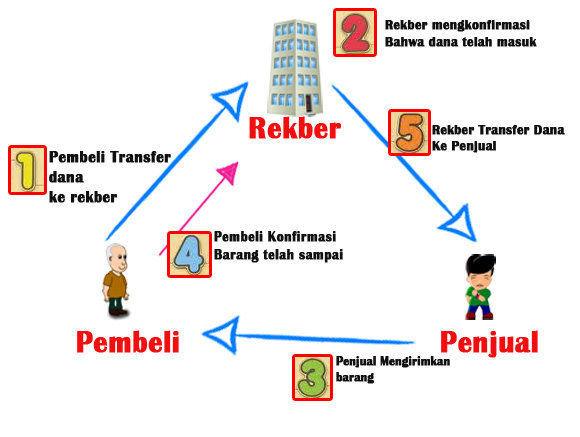 2
Rekber mengkonfirmasi
Bahwa dana telah masuk
Rekber
1
Pembeli Transfer
dana
ke rekber
5
Rekber Transfer Dana
Ke Penjual
4
Pembeli Konfirmasi
Barang telah sampai
Pembeli
Penjual
3
Penjual Mengirimkan
barang